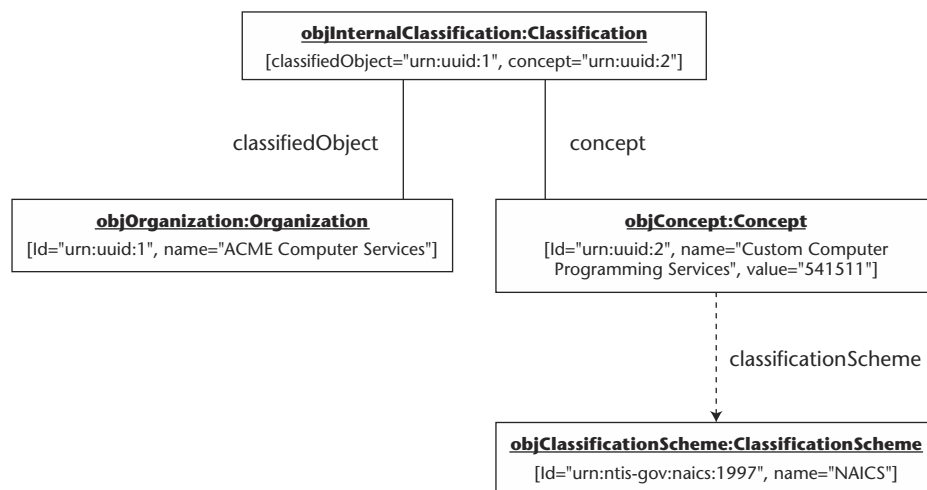 objInternalClassification:Classification
[classifiedObject="urn:uuid:1", concept="urn:uuid:2"]
classifiedObject
concept
objOrganization:Organization
[Id="urn:uuid:1", name="ACME Computer Services"]
objConcept:Concept
[Id="urn:uuid:2", name="Custom Computer
Programming Services", value="541511"]
classificationScheme
objClassificationScheme:ClassificationScheme
[Id="urn:ntis-gov:naics:1997", name="NAICS"]